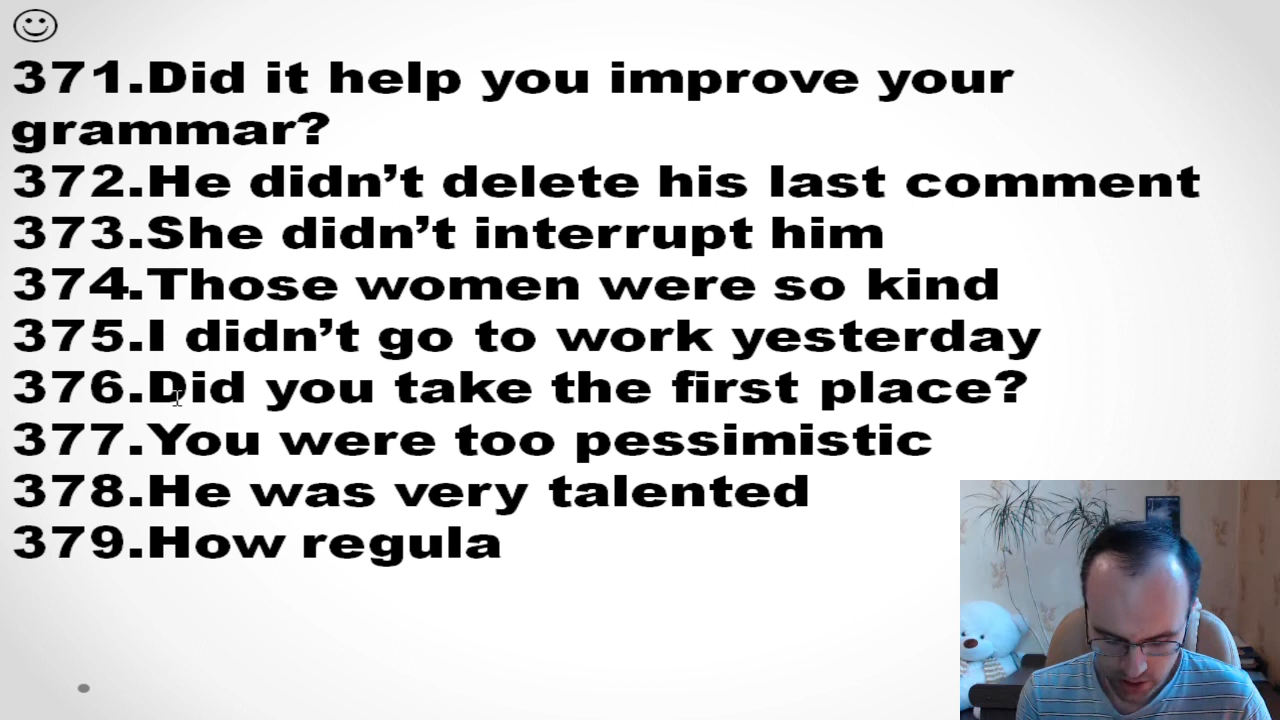 371.Did it help you improve your
grammar?
372.He didn’t delete his last comment
373.She didn’t interrupt him
374.Those women were so kind
375.I didn’t go to work yesterday
376.Did you take the first place?
377.You were too pessimistic
378.He was very talented
379.How regula